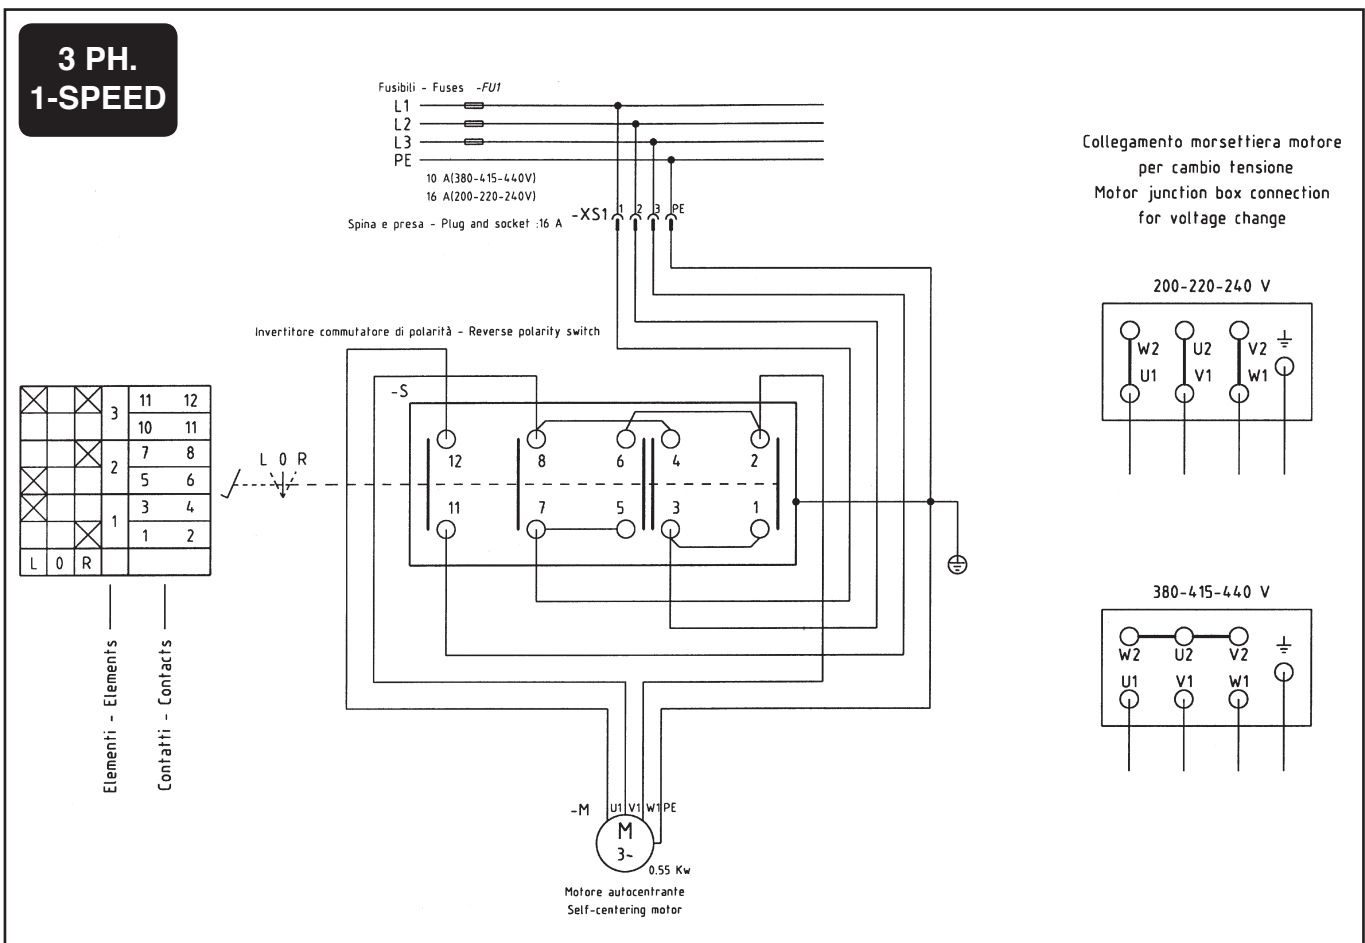 3 PH.
1-SPEED
Fusibili - Fuses -FU1
L1
L2
L3
PE
10 A(380-415-440V)
16 A(200-220-240V)
-XS1 1 2 3 PE
Spina e presa - Plug and socket :16 A
Collegamento morsettiera motore
per cambio tensione
Motor junction box connection
for voltage change
200-220-240 V
W2 U2 V2
U1 V1 W1
Invertitore commutatore di polarità - Reverse polarity switch
-S
12 8 6 4 2
11 7 5 3 1
L 0 R
3 11 12
10 11
2 7 8
5 6
1 3 4
1 2
L 0 R
Elementi - Elements
Contatti - Contacts
380-415-440 V
W2 U2 V2
U1 V1 W1
-M U1 V1 W1 PE
M
3~
0.55 Kw
Motore autocentrante
Self-centering motor